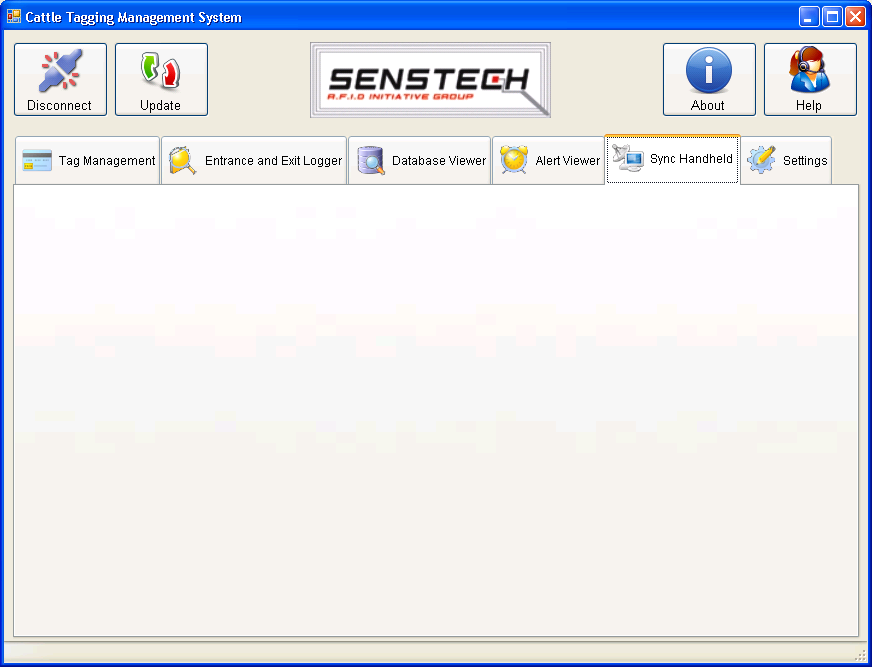 Cattle Tagging Management System
Disconnect
Update
SENSTECH
R.F.I.D INITIATIVE GROUP
About
Help
Tag Management
Entrance and Exit Logger
Database Viewer
Alert Viewer
Sync Handheld
Settings